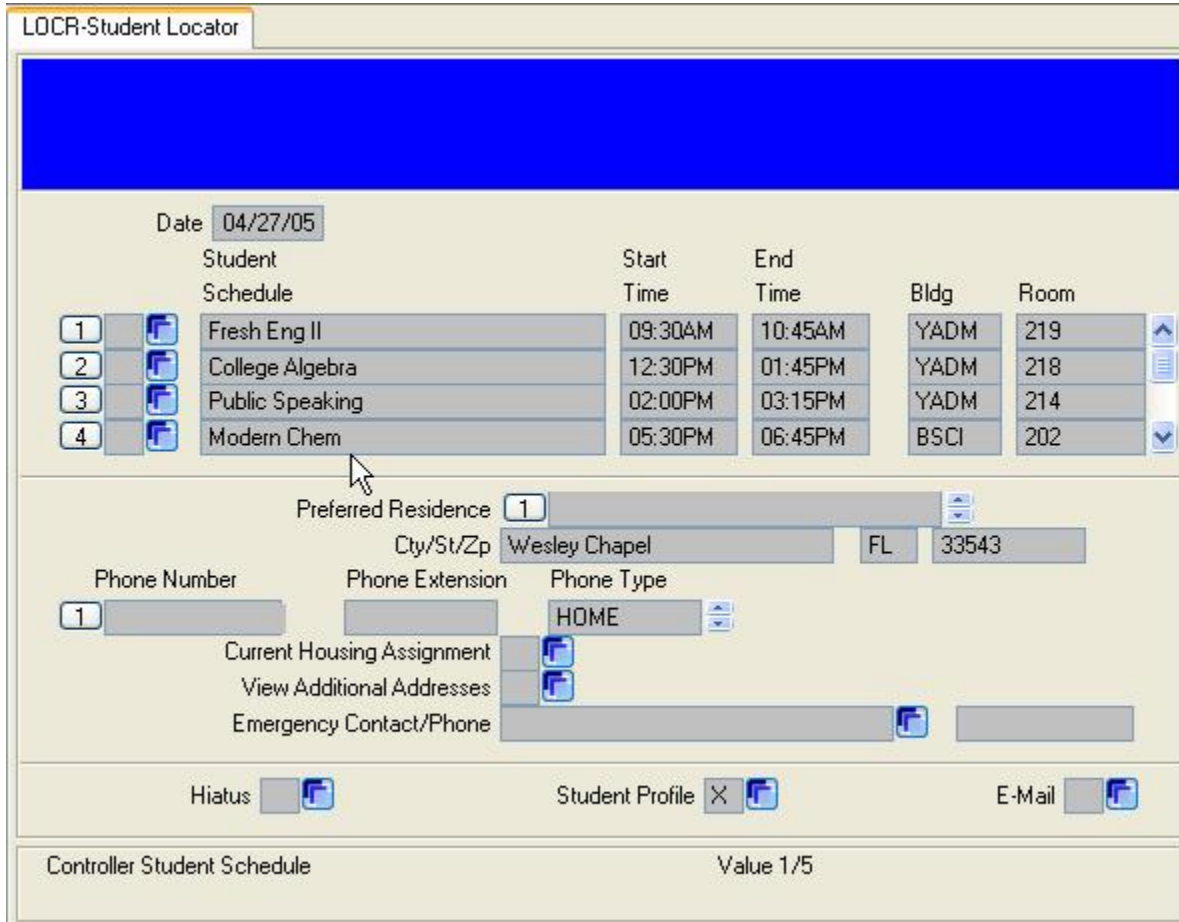 LOCR-Student Locator
Date 04/27/05
Student Start End
Schedule Time Time Bldg Room
1 Fresh Eng II 09:30AM 10:45AM YADM 219
2 College Algebra 12:30PM 01:45PM YADM 218
3 Public Speaking 02:00PM 03:15PM YADM 214
4 Modern Chem 05:30PM 06:45PM BSCI 202
Preferred Residence 1
Cty/St/Zp Wesley Chapel FL 33543
Phone Number Phone Extension Phone Type
1 HOME
Current Housing Assignment
View Additional Addresses
Emergency Contact/Phone
Hiatus Student Profile X E-Mail
Controller Student Schedule Value 1/5